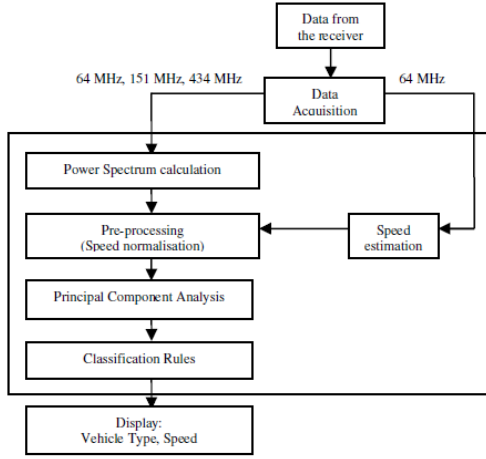 Data from
the receiver
64 MHz, 151 MHz, 434 MHz
64 MHz
Data
Acquisition
Power Spectrum calculation
Pre-processing
(Speed normalisation)
Speed
estimation
Principal Component Analysis
Classification Rules
Display:
Vehicle Type, Speed